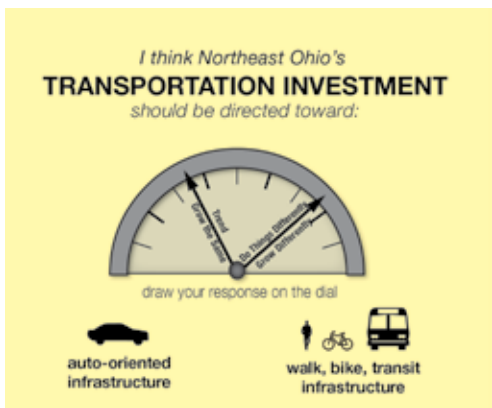 I think Northeast Ohio's
TRANSPORTATION INVESTMENT
should be directed toward:
Trend
Grow the Same
Do Things Differently
Grow Differently
draw your response on the dial
auto-oriented
infrastructure
walk, bike, transit
infrastructure